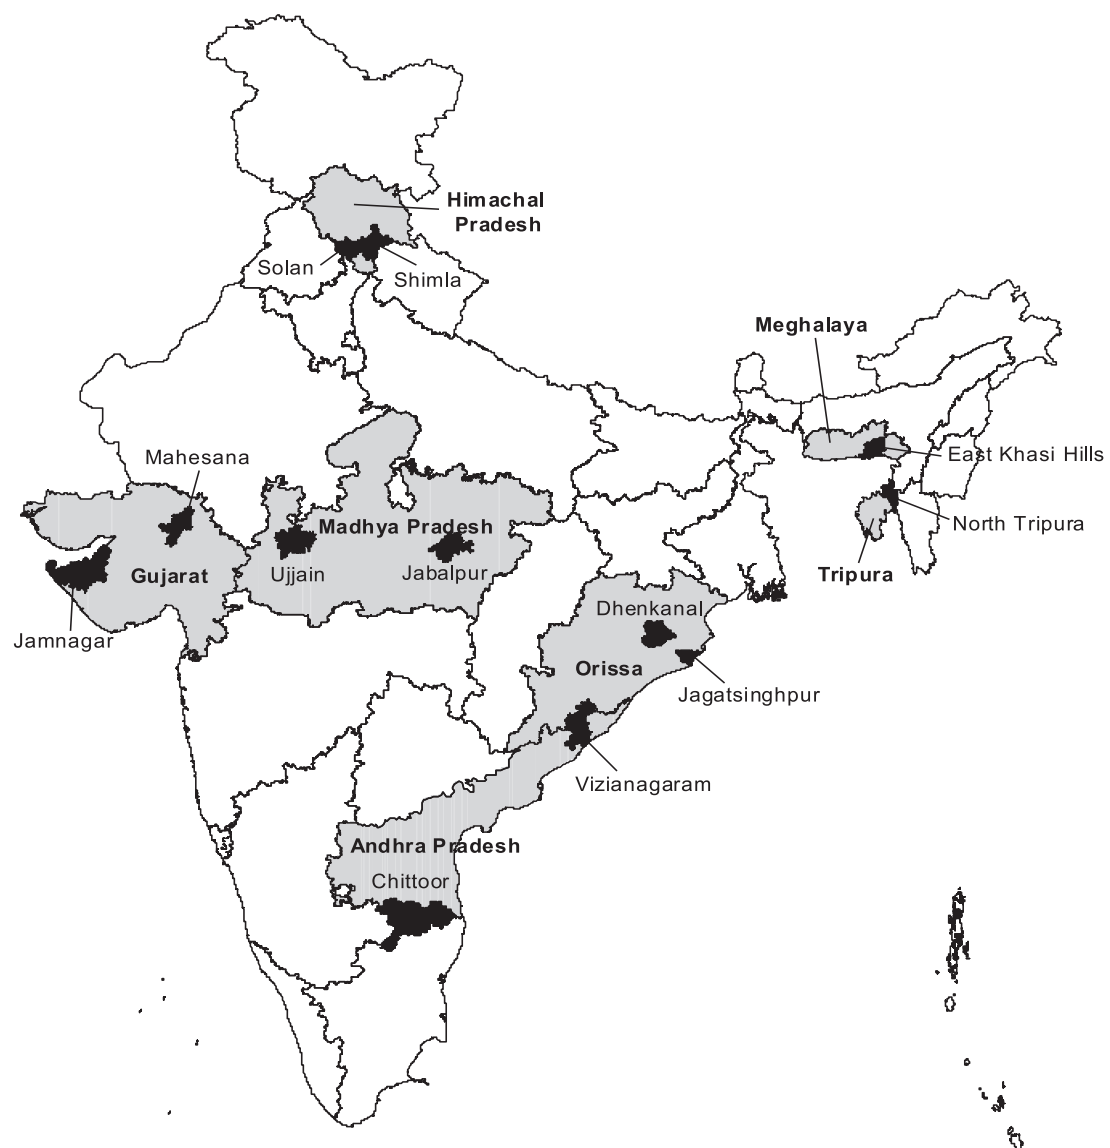 Himachal
Pradesh
Solan
Shimla
Meghalaya
Mahesana
East Khasi Hills
Madhya Pradesh
North Tripura
Gujarat
Ujjain
Jabalpur
Tripura
Dhenkanal
Jamnagar
Orissa
Jagatsinghpur
Vizianagaram
Andhra Pradesh
Chittoor